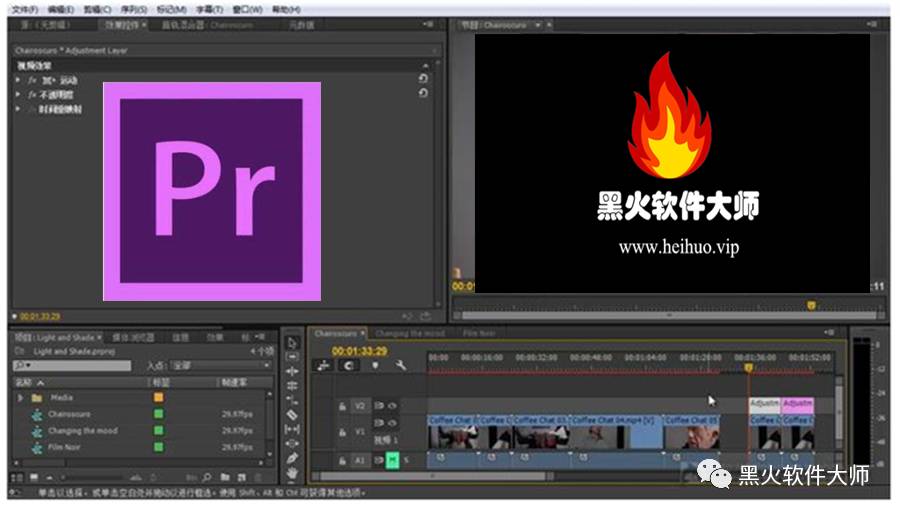 文件(F) 编辑(E) 剪辑(C) 序列(S) 标记(M) 字幕(T) 窗口(W) 帮助(H)
源:(无剪辑) 效果控件 音轨混合器: Chairoscuro 元数据
节目: Chairoscuro
Chairoscuro * Adjustment Layer
视频效果
fx 运动
fx 不透明度
时间重映射
Pr
黑火软件大师
www.heihuo.vip
00:01:33:29
项目: Light and Shade 媒体浏览器 信息 效果
Light and Shade.prproj
4 个项
入点: 全部
名称 标签 帧速率
Media
Chairoscuro 29.97fps
Changing the mood 29.97fps
Film Noir 29.97fps
Chairoscuro Changing the mood Film Noir
00:01:33:29
00:00 00:00:16:00 00:00:32:00 00:00:48:00 00:01:04:00 00:01:20:00 00:01:36:00 00:01:52:00
V2
Adjustm Adjustm
V1
视频 1
Coffee Chat 0 Coffee C Coffee Chat 03. Coffee Chat 04.mp4 [V] Coffee Chat 05 Coffee C Coffee C
A1 M S
单击以选择，或单击空白处并拖动以进行框选。使用 Shift、Alt 和 Ctrl 可获得其他选项。
黑火软件大师